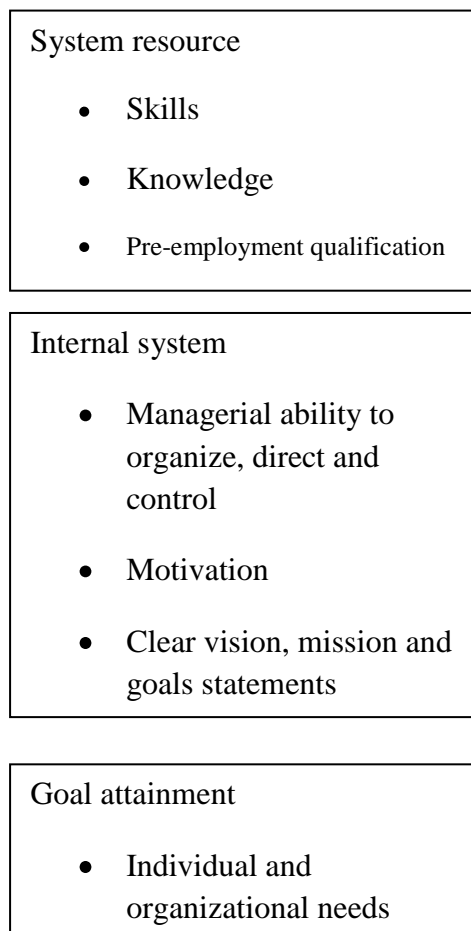 System resource
• Skills
• Knowledge
• Pre-employment qualification
Internal system
• Managerial ability to
organize, direct and
control
• Motivation
• Clear vision, mission and
goals statements
Goal attainment
• Individual and
organizational needs